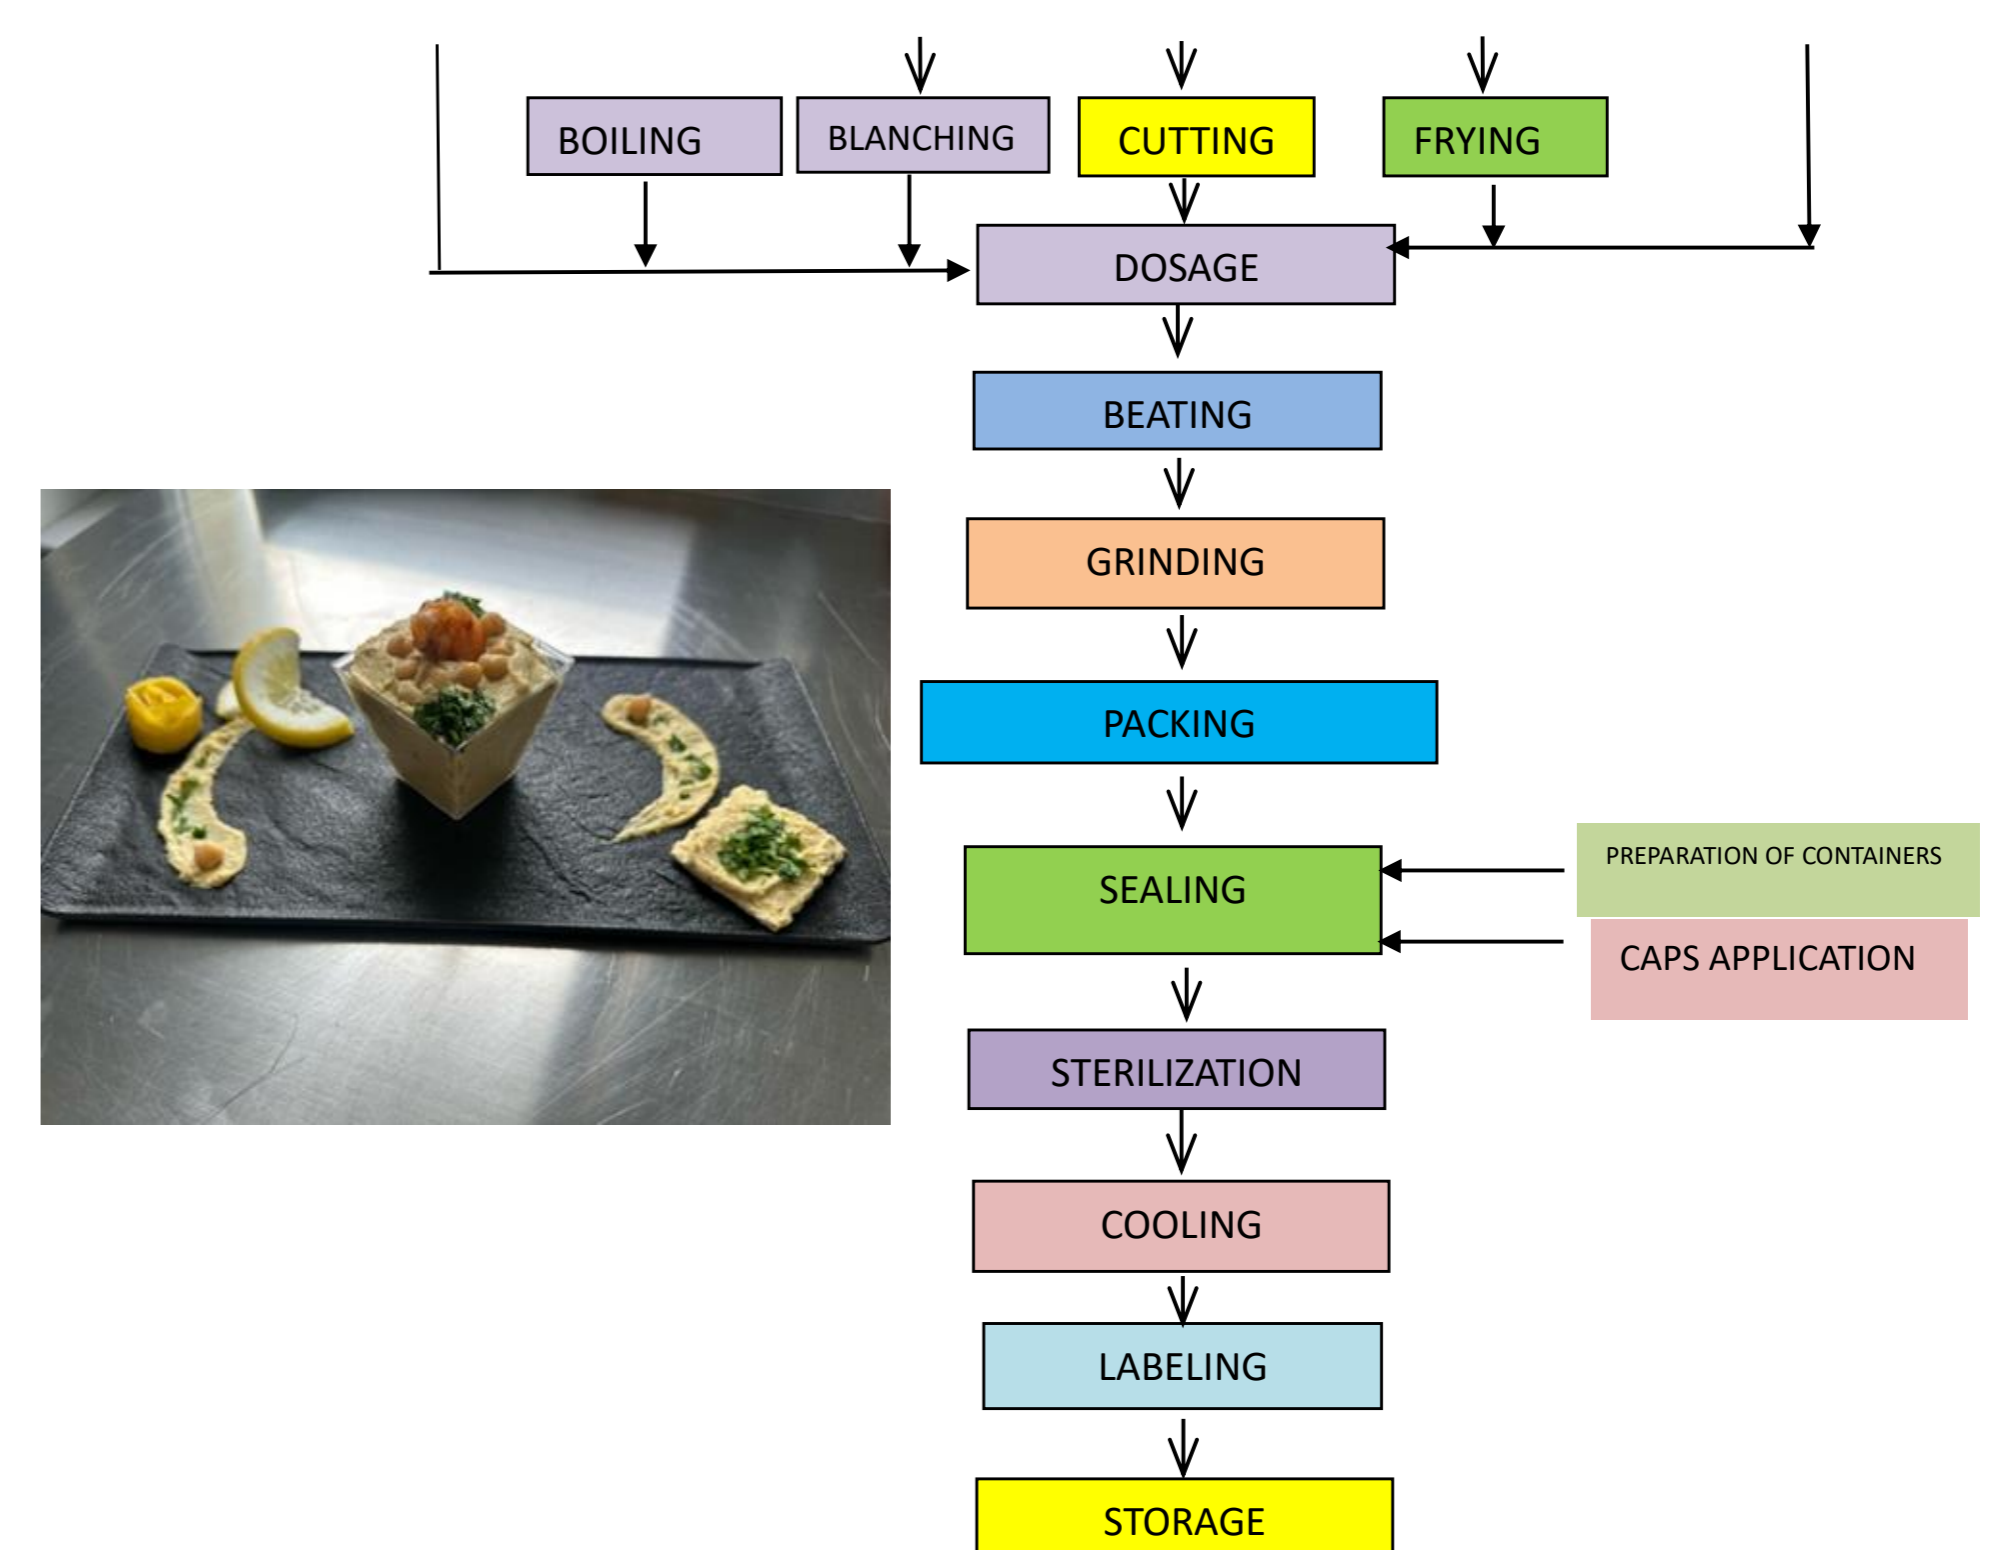 BOILING
BLANCHING
CUTTING
FRYING
DOSAGE
BEATING
GRINDING
PACKING
SEALING
PREPARATION OF CONTAINERS
CAPS APPLICATION
STERILIZATION
COOLING
LABELING
STORAGE